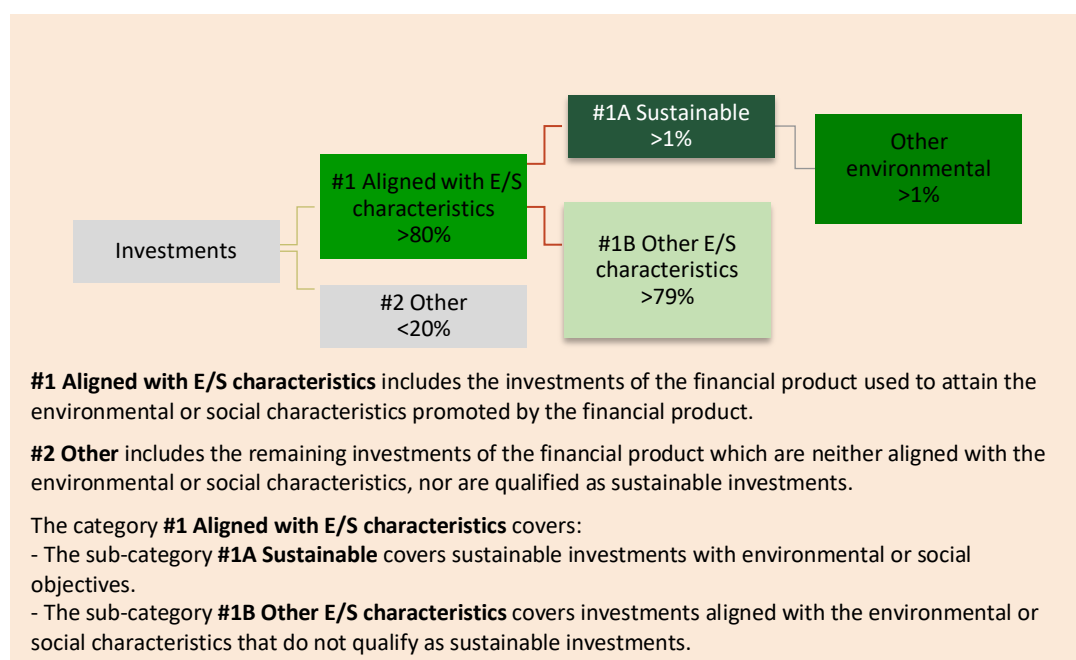 #1A Sustainable
>1%
Other
environmental
>1%
#1 Aligned with E/S
characteristics
>80%
Investments
#1B Other E/S
characteristics
>79%
#2 Other
<20%
#1 Aligned with E/S characteristics includes the investments of the financial product used to attain the
environmental or social characteristics promoted by the financial product.
#2 Other includes the remaining investments of the financial product which are neither aligned with the
environmental or social characteristics, nor are qualified as sustainable investments.
The category #1 Aligned with E/S characteristics covers:
- The sub-category #1A Sustainable covers sustainable investments with environmental or social
objectives.
- The sub-category #1B Other E/S characteristics covers investments aligned with the environmental or
social characteristics that do not qualify as sustainable investments.